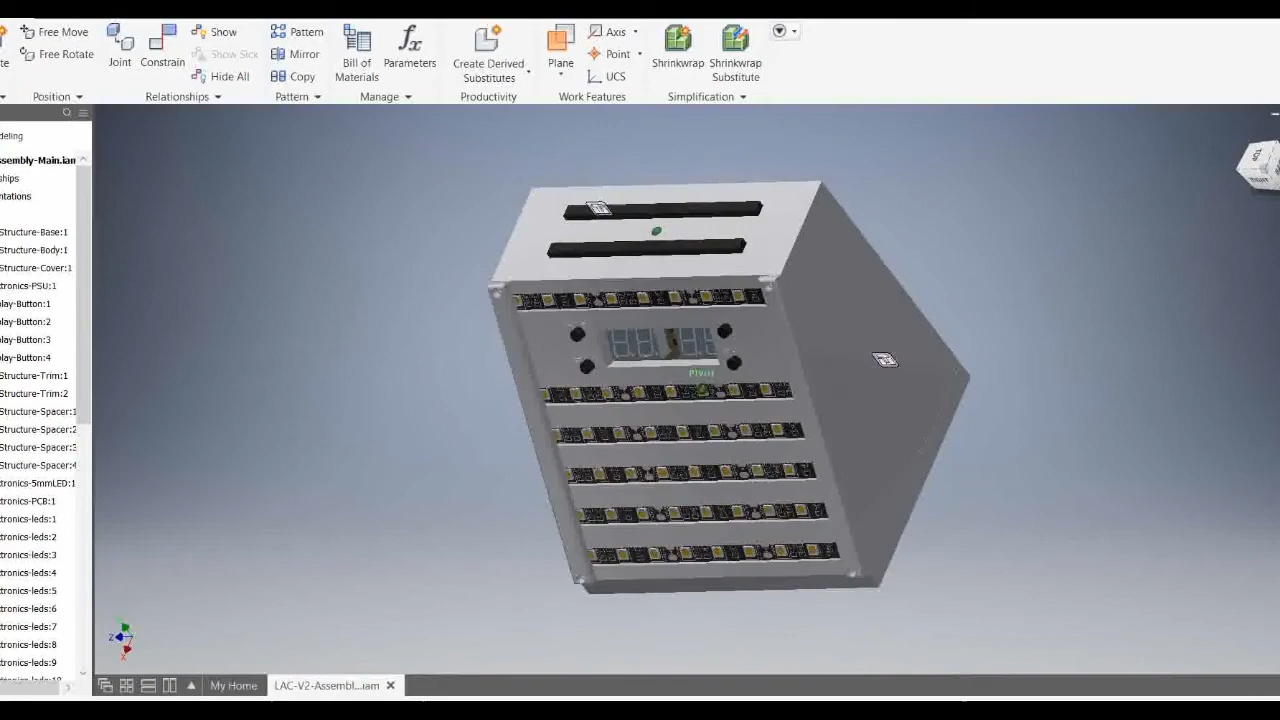 Free Move
Free Rotate
Position
Joint
Constrain
Show
Show Sick
Hide All
Relationships
Pattern
Mirror
Copy
Pattern
Bill of
Materials
Parameters
Manage
Create Derived
Substitutes
Productivity
Plane
Axis
Point
UCS
Work Features
Shrinkwrap
Shrinkwrap
Substitute
Simplification
deling
ssembly-Main.iam
ships
entations
Structure-Base:1
Structure-Body:1
Structure-Cover:1
tronics-PSU:1
play-Button:1
play-Button:2
play-Button:3
play-Button:4
Structure-Trim:1
Structure-Trim:2
Structure-Spacer:1
Structure-Spacer:2
Structure-Spacer:3
Structure-Spacer:4
tronics-5mmLED:1
tronics-PCB:1
tronics-leds:1
tronics-leds:2
tronics-leds:3
tronics-leds:4
tronics-leds:5
tronics-leds:6
tronics-leds:7
tronics-leds:8
tronics-leds:9
TOP
RIGHT
Pivot
Z
X
My Home
LAC-V2-Assembl...iam